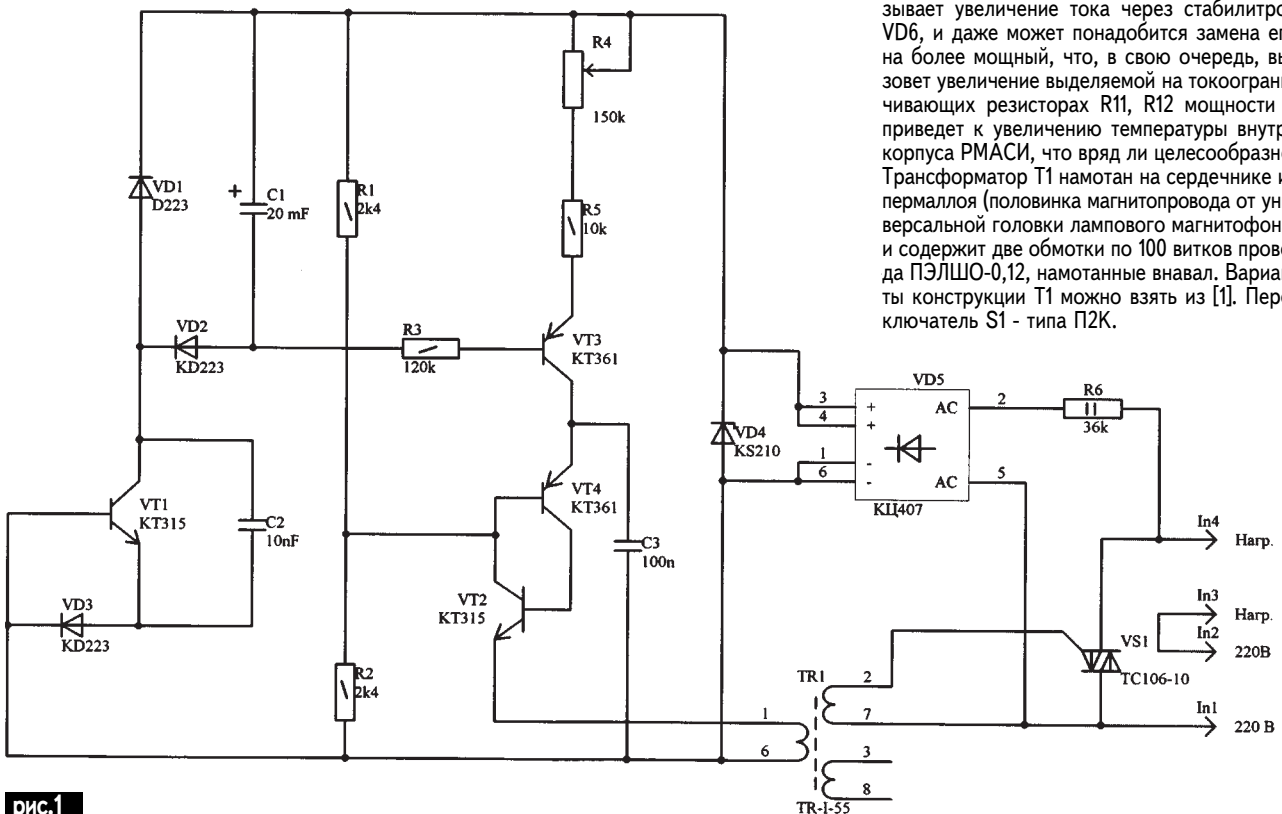 зывает увеличение тока через стабилитро
VD6, и даже может понадобится замена ег
на более мощный, что, в свою очередь, вы
зовет увеличение выделяемой на токоограни
чивающих резисторах R11, R12 мощности
приведет к увеличению температуры внутр
корпуса РМАСИ, что вряд ли целесообразн
Трансформатор Т1 намотан на сердечнике и
пермаллоя (половинка магнитопровода от ун
версальной головки лампового магнитофон
и содержит две обмотки по 100 витков прово
да ПЭЛШО-0,12, намотанные внавал. Вариан
ты конструкции Т1 можно взять из [1]. Пере
ключатель S1 - типа П2К.
R4
150k
VD1
D223
+
C1
20 mF
R1
2k4
R5
10k
VD2
KD223
R3
120k
VT3
KT361
VD5
3
4
1
6
+
+
-
-
AC
AC
2
5
КЦ407
R6
36k
VD4
KS210
VT1
KT315
C2
10nF
VT4
KT361
C3
100n
VT2
KT315
VD3
KD223
R2
2k4
In4
Нагр.
In3
Нагр.
In2
220В
VS1
TC106-10
In1
220 В
TR1
1
6
2
7
3
8
TR-I-55
рис.1